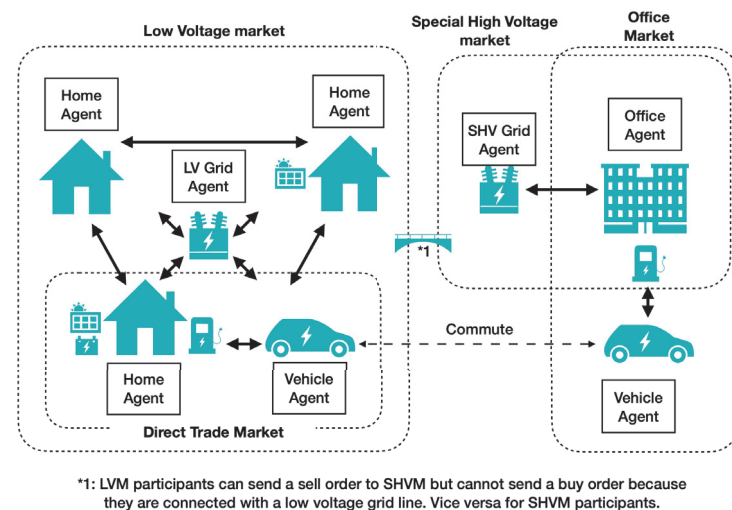 Low Voltage market
Special High Voltage
market
Office
Market
Home
Agent
Home
Agent
LV Grid
Agent
SHV Grid
Agent
Office
Agent
*1
Commute
Home
Agent
Vehicle
Agent
Vehicle
Agent
Direct Trade Market
*1: LVM participants can send a sell order to SHVM but cannot send a buy order because
they are connected with a low voltage grid line. Vice versa for SHVM participants.